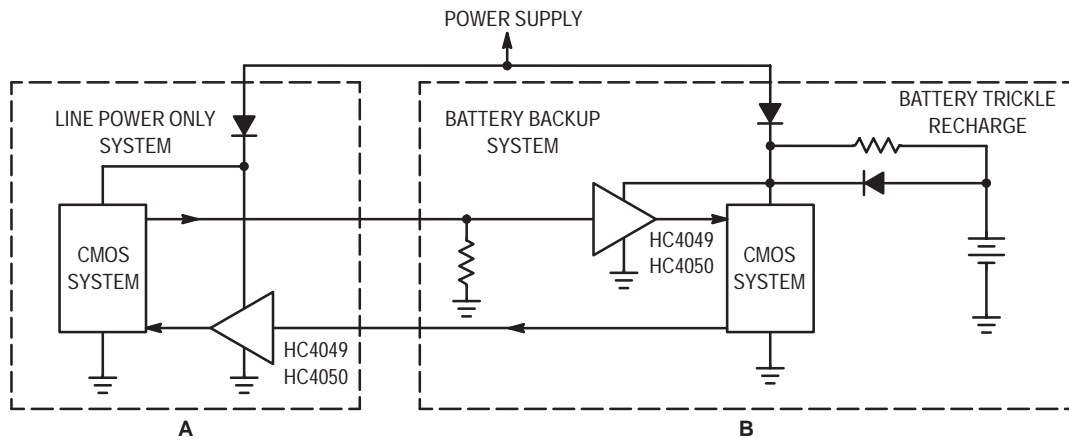 POWER SUPPLY
LINE POWER ONLY
SYSTEM
BATTERY BACKUP
SYSTEM
BATTERY TRICKLE
RECHARGE
CMOS
SYSTEM
HC4049
HC4050
CMOS
SYSTEM
HC4049
HC4050
A
B